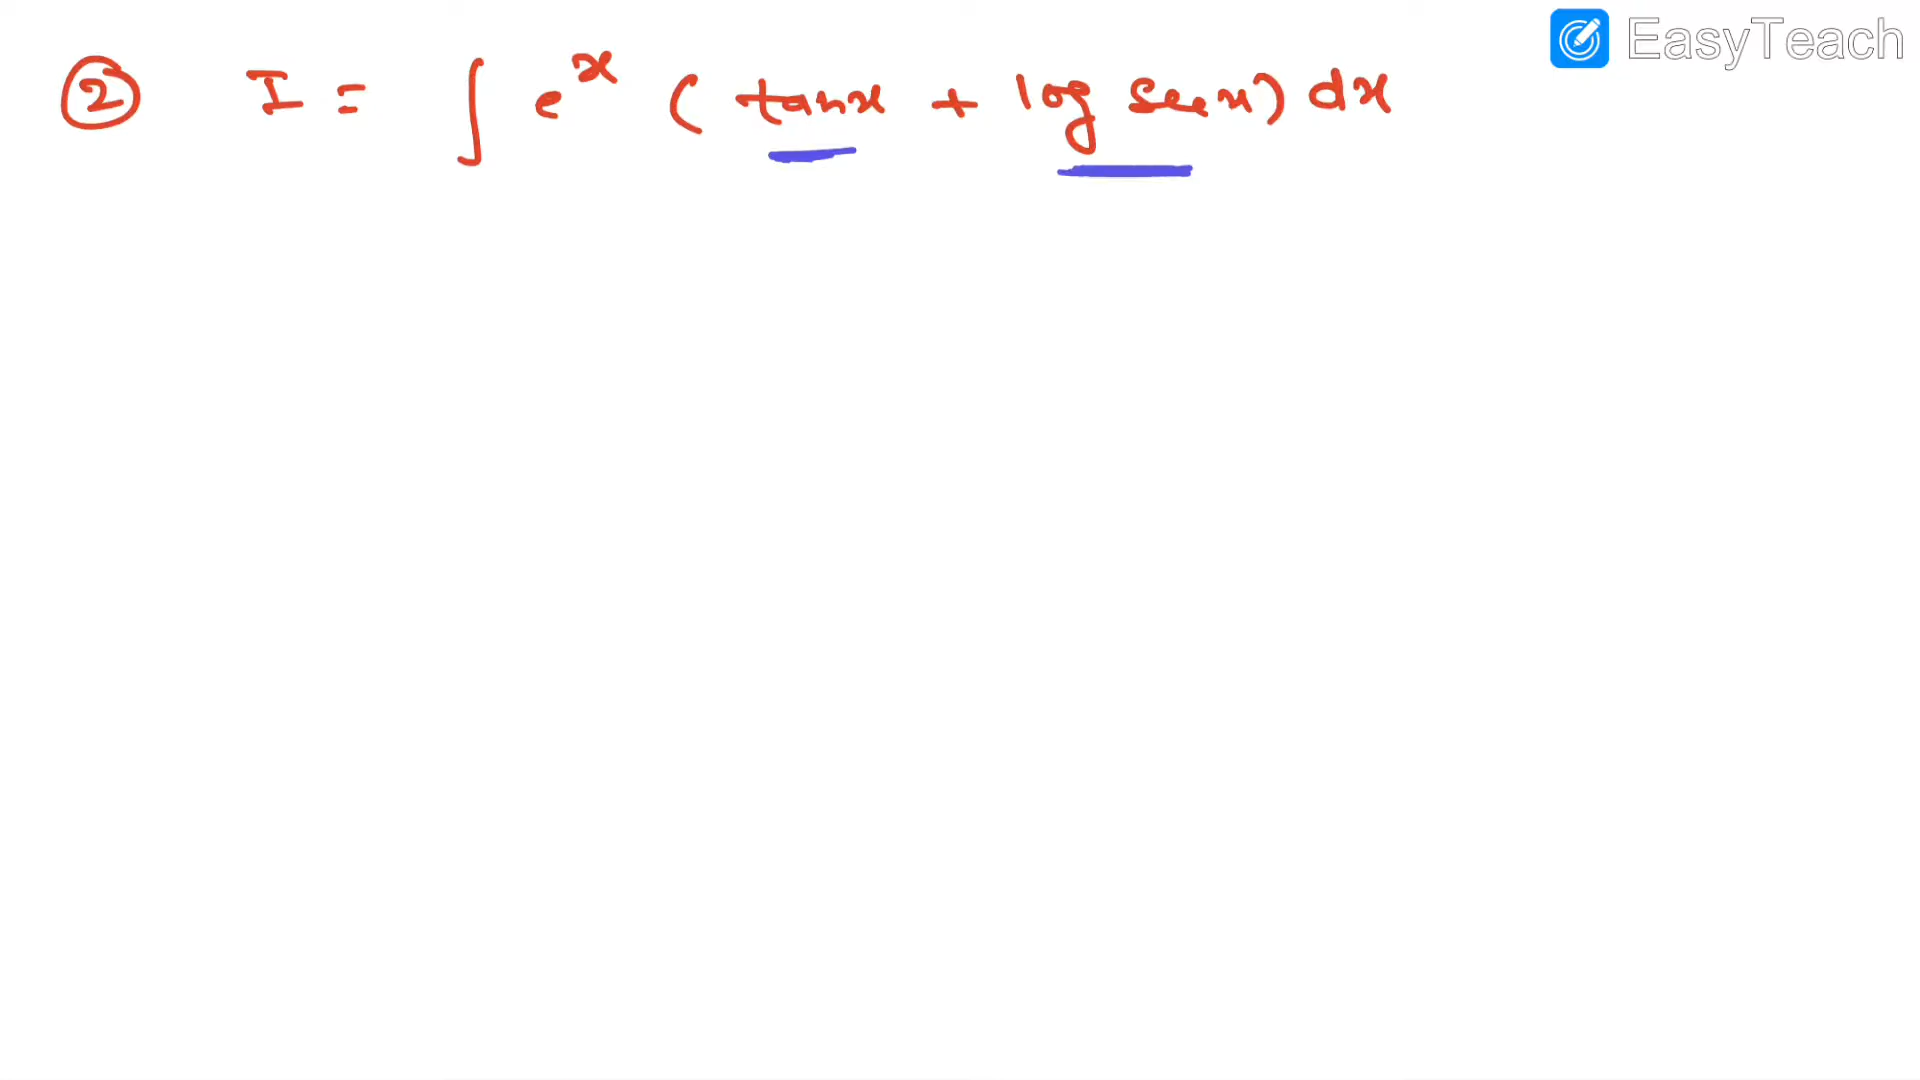 ② I = ∫ e^x ( tanx + log secx) dx
EasyTeach